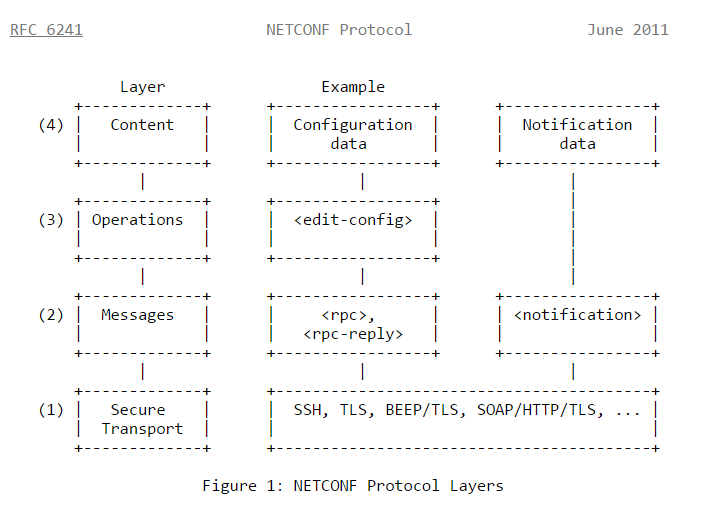 RFC 6241 NETCONF Protocol June 2011
Layer Example
(4) Content Configuration Notification
data data
(3) Operations <edit-config>
(2) Messages <rpc>, <notification>
<rpc-reply>
(1) Secure SSH, TLS, BEEP/TLS, SOAP/HTTP/TLS, ...
Transport
Figure 1: NETCONF Protocol Layers